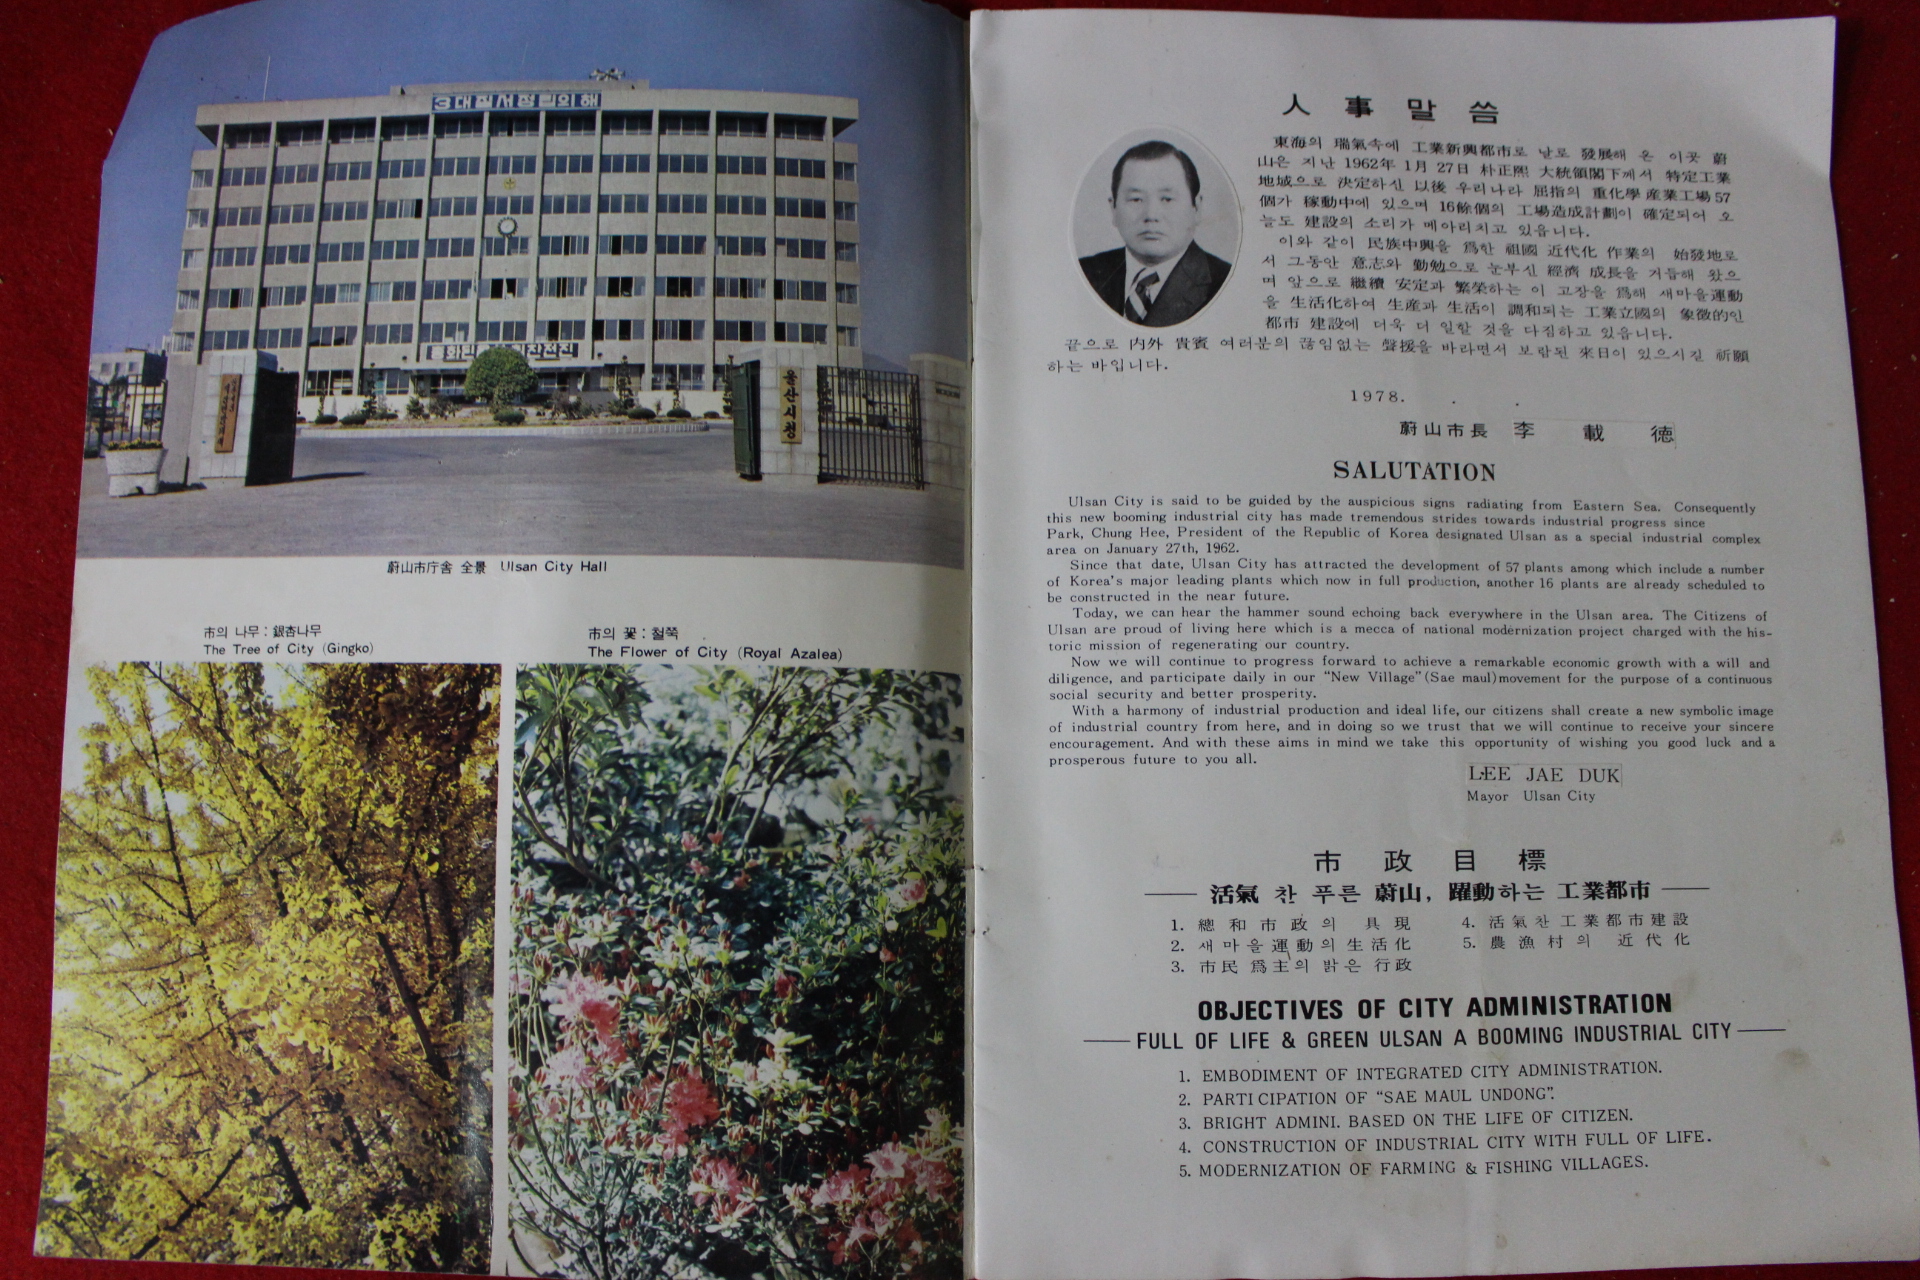 3대질서정립의해
울산시청
蔚山市庁舎 全景 Ulsan City Hall
市의 나무 : 銀杏나무
The Tree of City (Gingko)
市의 꽃 : 철쭉
The Flower of City (Royal Azalea)
人事말씀
東海의 瑞氣속에 工業新興都市로 날로 發展해 온 이곳 蔚
山은 지난 1962年 1月 27日 朴正熙 大統領閣下께서 特定工業
地域으로 決定하신 以後 우리나라 屈指의 重化學 産業工場 57
個가 稼動中에 있으며 16餘個의 工場造成計劃이 確定되어 오
늘도 建設의 소리가 메아리치고 있읍니다.
이와 같이 民族中興을 爲한 祖國 近代化 作業의 始發地로
서 그동안 意志와 勤勉으로 눈부신 經濟 成長을 거듭해 왔으
며 앞으로 繼續 安定과 繁榮하는 이 고장을 爲해 새마을運動
을 生活化하여 生産과 生活이 調和되는 工業立國의 象徵的인
都市 建設에 더욱 더 일할 것을 다짐하고 있읍니다.
끝으로 內外 貴賓 여러분의 끊임없는 聲援을 바라면서 보람된 來日이 있으시길 祈願
하는 바입니다.
1978. . .
蔚山市長 李 載 徳
SALUTATION
Ulsan City is said to be guided by the auspicious signs radiating from Eastern Sea. Consequently
this new booming industrial city has made tremendous strides towards industrial progress since
Park, Chung Hee, President of the Republic of Korea designated Ulsan as a special industrial complex
area on January 27th, 1962.
Since that date, Ulsan City has attracted the development of 57 plants among which include a number
of Korea's major leading plants which now in full production, another 16 plants are already scheduled to
be constructed in the near future.
Today, we can hear the hammer sound echoing back everywhere in the Ulsan area. The Citizens of
Ulsan are proud of living here which is a mecca of national modernization project charged with the his-
toric mission of regenerating our country.
Now we will continue to progress forward to achieve a remarkable economic growth with a will and
diligence, and participate daily in our "New Village" (Sae maul) movement for the purpose of a continuous
social security and better prosperity.
With a harmony of industrial production and ideal life, our citizens shall create a new symbolic image
of industrial country from here, and in doing so we trust that we will continue to receive your sincere
encouragement. And with these aims in mind we take this opportunity of wishing you good luck and a
prosperous future to you all.
LEE JAE DUK
Mayor Ulsan City
市政目標
活氣 찬 푸른 蔚山, 躍動하는 工業都市
1. 總和市政의 具現
2. 새마을運動의 生活化
3. 市民 爲主의 밝은 行政
4. 活氣찬 工業都市建設
5. 農漁村의 近代化
OBJECTIVES OF CITY ADMINISTRATION
FULL OF LIFE & GREEN ULSAN A BOOMING INDUSTRIAL CITY
1. EMBODIMENT OF INTEGRATED CITY ADMINISTRATION.
2. PARTI CIPATION OF "SAE MAUL UNDONG".
3. BRIGHT ADMINI. BASED ON THE LIFE OF CITIZEN.
4. CONSTRUCTION OF INDUSTRIAL CITY WITH FULL OF LIFE.
5. MODERNIZATION OF FARMING & FISHING VILLAGES.